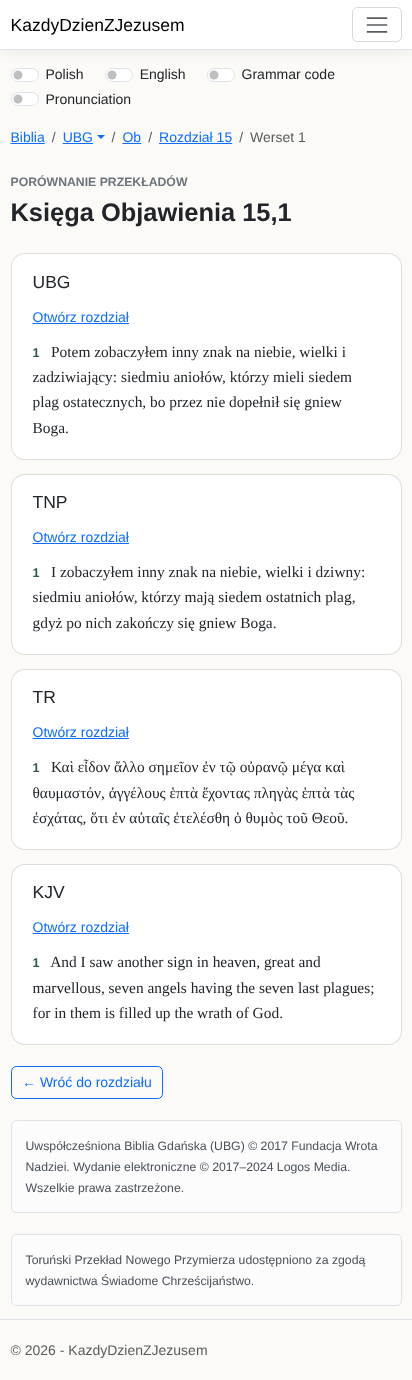 KazdyDzienZJezusem
Polish English Grammar code
Pronunciation
Biblia / UBG / Ob / Rozdział 15 / Werset 1
PORÓWNANIE PRZEKŁADÓW
Księga Objawienia 15,1
UBG
Otwórz rozdział
1 Potem zobaczyłem inny znak na niebie, wielki i
zadziwiający: siedmiu aniołów, którzy mieli siedem
plag ostatecznych, bo przez nie dopełnił się gniew
Boga.
TNP
Otwórz rozdział
1 I zobaczyłem inny znak na niebie, wielki i dziwny:
siedmiu aniołów, którzy mają siedem ostatnich plag,
gdyż po nich zakończy się gniew Boga.
TR
Otwórz rozdział
1 Καὶ εἶδον ἄλλο σημεῖον ἐν τῷ οὐρανῷ μέγα καὶ
θαυμαστόν, ἀγγέλους ἑπτὰ ἔχοντας πληγὰς ἑπτὰ τὰς
ἐσχάτας, ὅτι ἐν αὐταῖς ἐτελέσθη ὁ θυμὸς τοῦ Θεοῦ.
KJV
Otwórz rozdział
1 And I saw another sign in heaven, great and
marvellous, seven angels having the seven last plagues;
for in them is filled up the wrath of God.
← Wróć do rozdziału
Uwspółcześniona Biblia Gdańska (UBG) © 2017 Fundacja Wrota
Nadziei. Wydanie elektroniczne © 2017–2024 Logos Media.
Wszelkie prawa zastrzeżone.
Toruński Przekład Nowego Przymierza udostępniono za zgodą
wydawnictwa Świadome Chrześcijaństwo.
© 2026 - KazdyDzienZJezusem